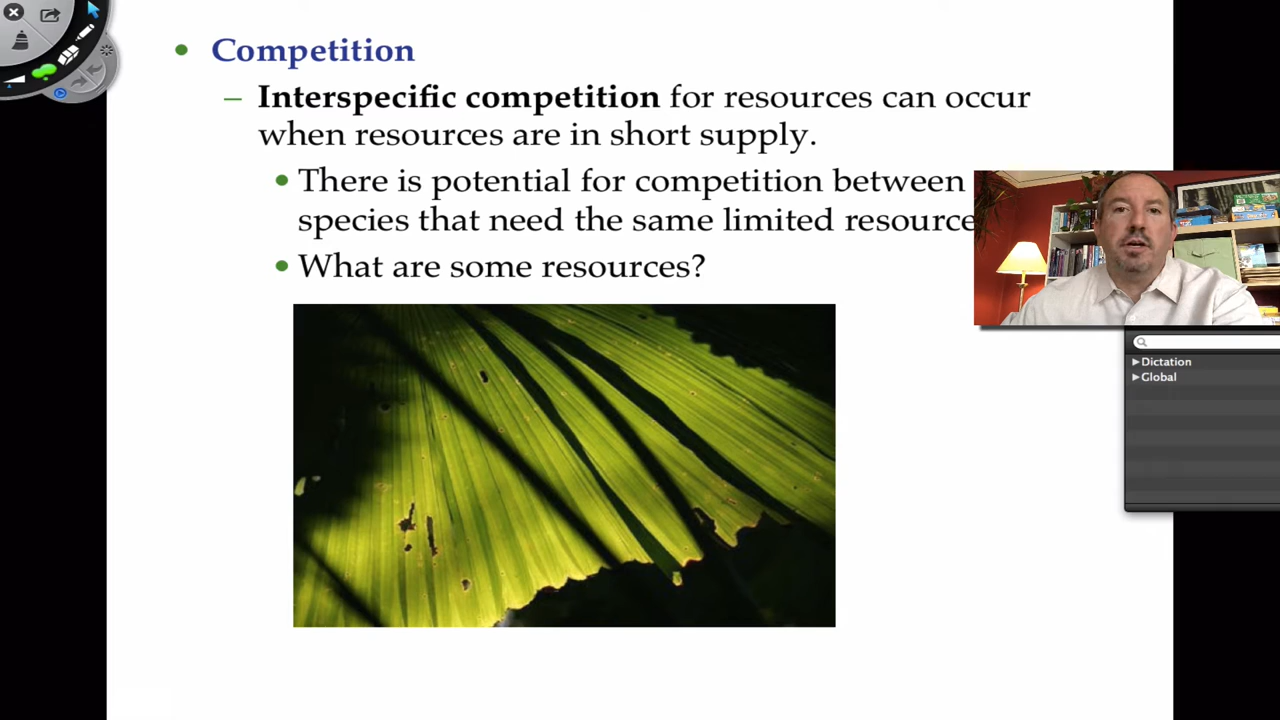 • Competition
– Interspecific competition for resources can occur
when resources are in short supply.
• There is potential for competition between
species that need the same limited resource
• What are some resources?
Dictation
Global